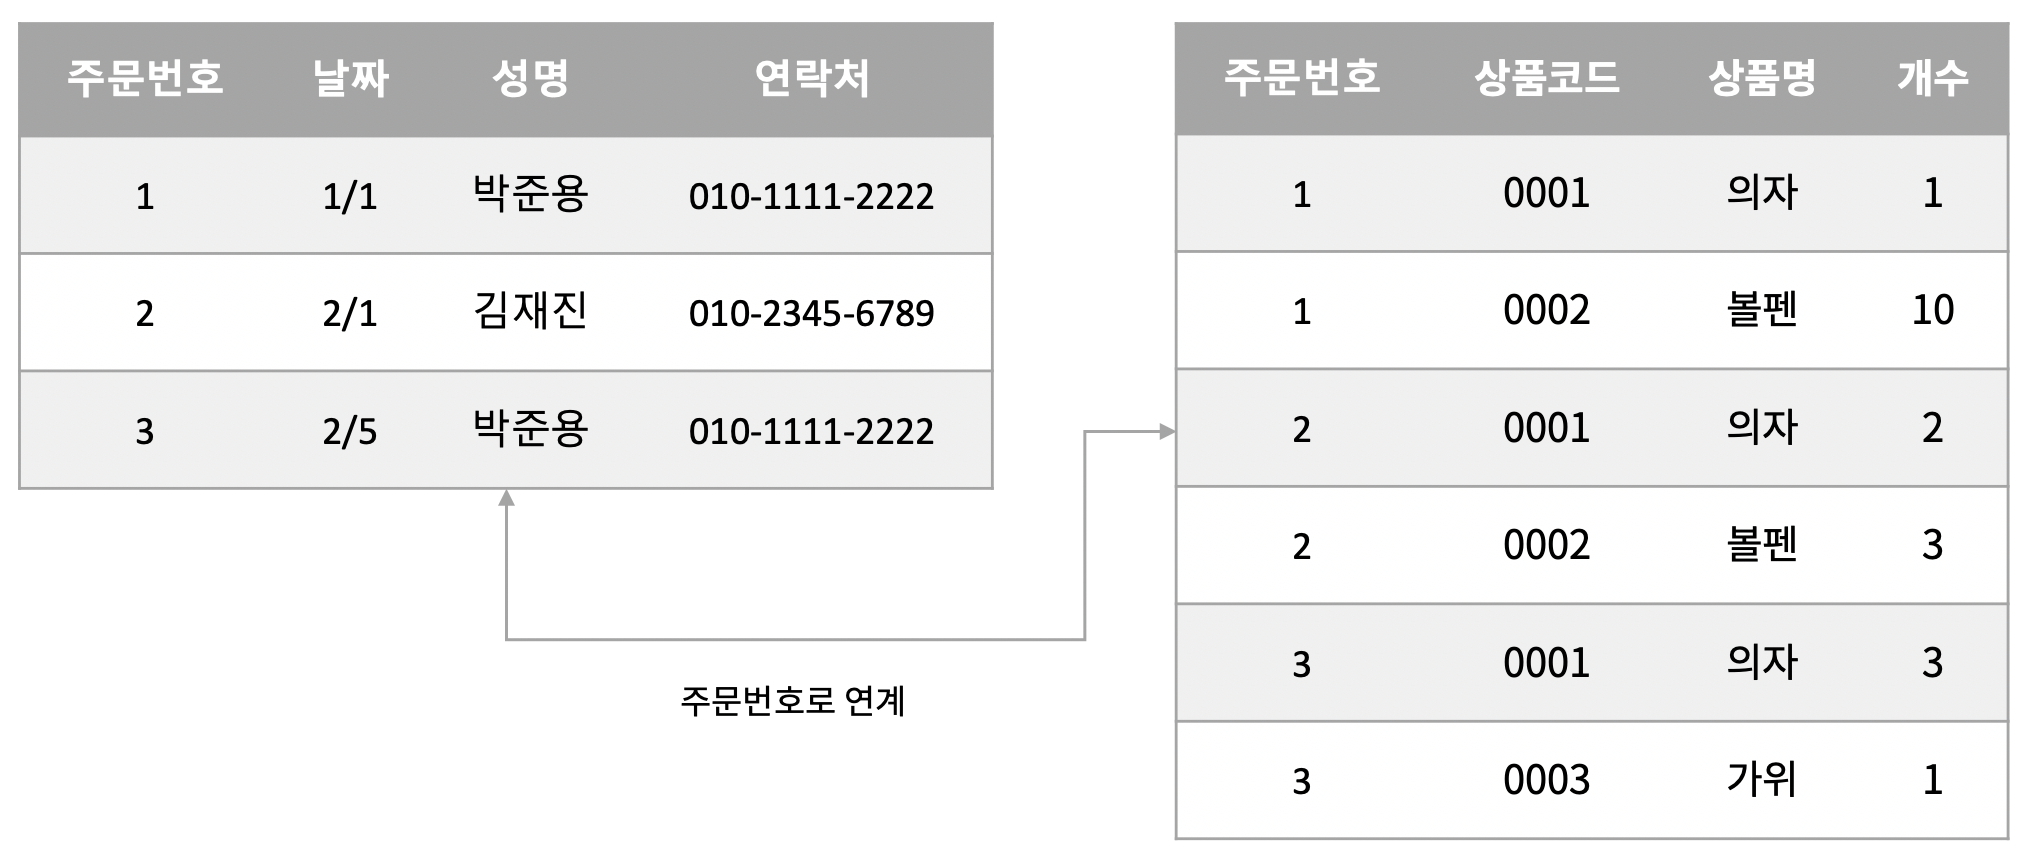 주문번호 날짜 성명 연락처
1 1/1 박준용 010-1111-2222
2 2/1 김재진 010-2345-6789
3 2/5 박준용 010-1111-2222
주문번호로 연계
주문번호 상품코드 상품명 개수
1 0001 의자 1
1 0002 볼펜 10
2 0001 의자 2
2 0002 볼펜 3
3 0001 의자 3
3 0003 가위 1